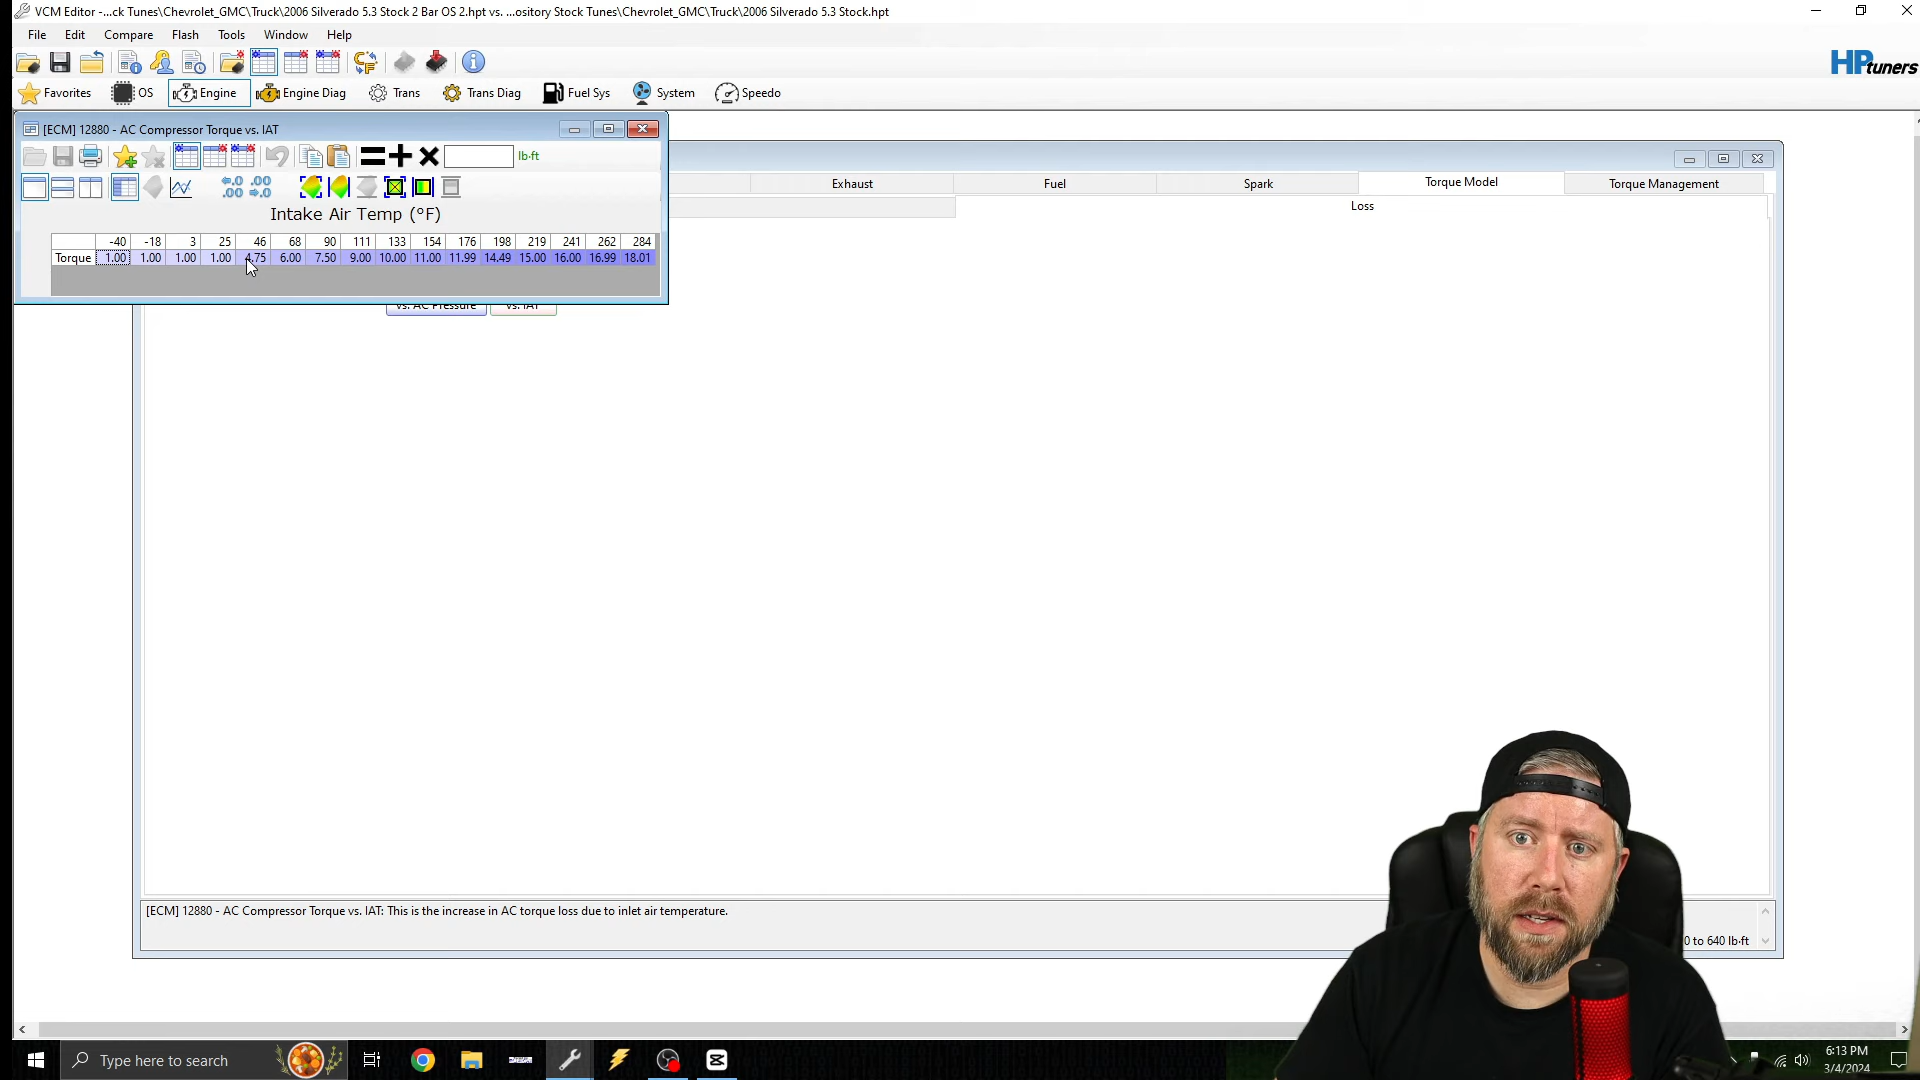 VCM Editor -...ck Tunes\Chevrolet_GMC\Truck\2006 Silverado 5.3 Stock 2 Bar OS 2.hpt vs. ...ository Stock Tunes\Chevrolet_GMC\Truck\2006 Silverado 5.3 Stock.hpt
File Edit Compare Flash Tools Window Help
HPtuners
Favorites OS Engine Engine Diag Trans Trans Diag Fuel Sys System Speedo
[ECM] 12880 - AC Compressor Torque vs. IAT
lb·ft
Exhaust Fuel Spark Torque Model Torque Management
Loss
Intake Air Temp (°F)
-40 -18 3 25 46 68 90 111 133 154 176 198 219 241 262 284
Torque 1.00 1.00 1.00 1.00 4.75 6.00 7.50 9.00 10.00 11.00 11.99 14.49 15.00 16.00 16.99 18.01
vs. AC Pressure vs. IAT
[ECM] 12880 - AC Compressor Torque vs. IAT: This is the increase in AC torque loss due to inlet air temperature.
0 to 640 lb·ft
Type here to search
6:13 PM
3/4/2024